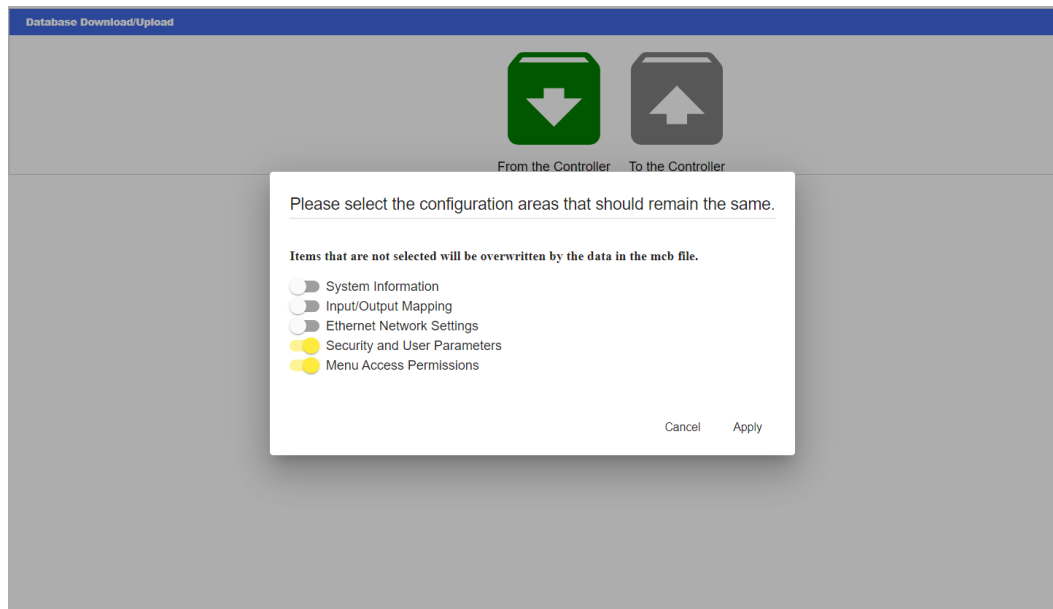 Database Download/Upload
From the Controller To the Controller
Please select the configuration areas that should remain the same.
Items that are not selected will be overwritten by the data in the mcb file.
System Information
Input/Output Mapping
Ethernet Network Settings
Security and User Parameters
Menu Access Permissions
Cancel Apply